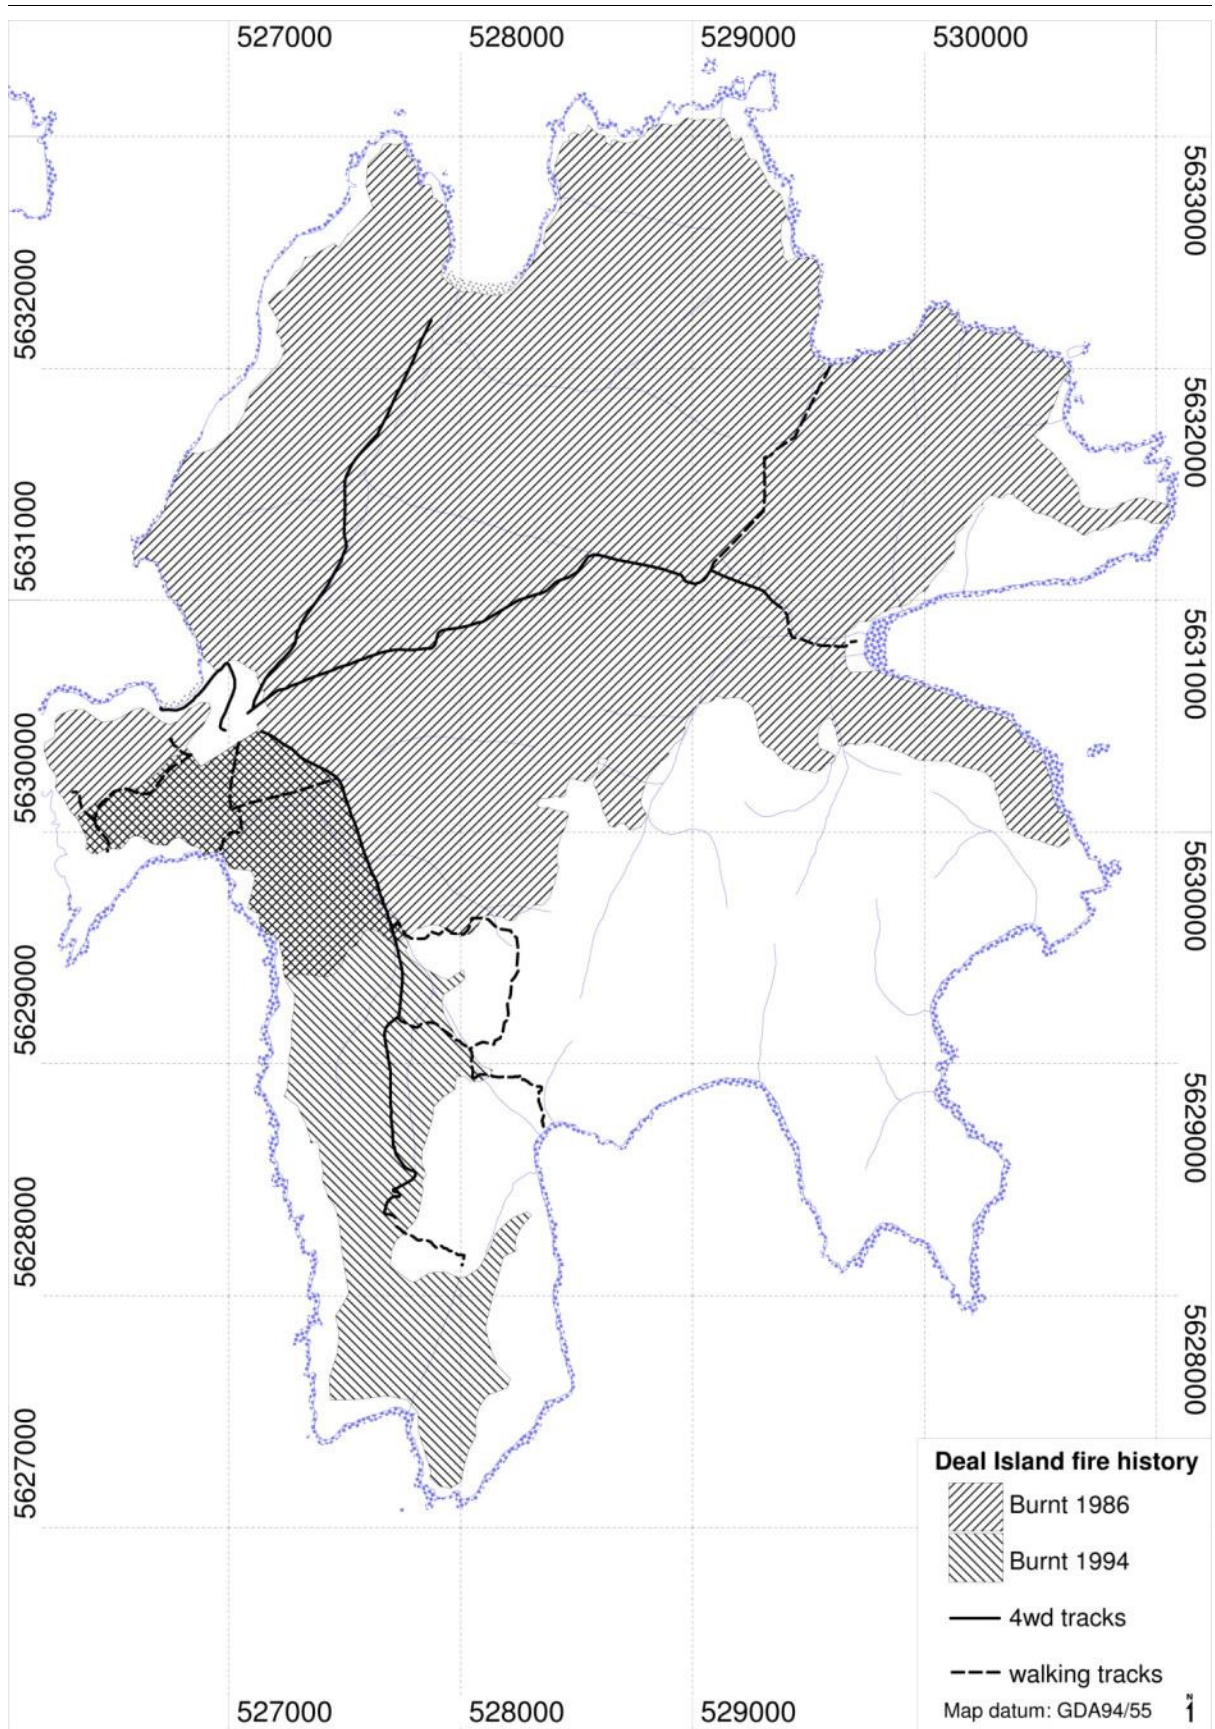 527000 528000 529000 530000
5633000
5632000
5632000
5631000
5631000
5630000
5630000
5629000
5629000
5628000
5628000
5627000
Deal Island fire history
Burnt 1986
Burnt 1994
4wd tracks
walking tracks
Map datum: GDA94/55
N
527000 528000 529000